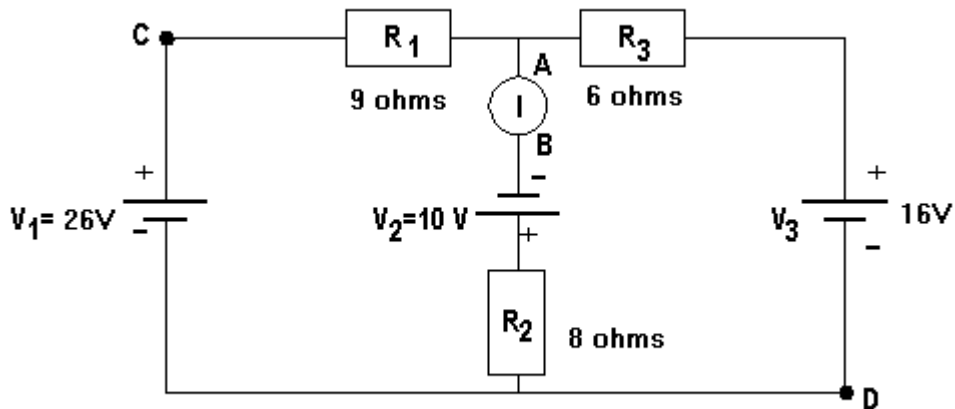 C
R1
R3
A
9 ohms
I
6 ohms
B
+
-
+
V1= 26V
-
V2=10 V
+
V3
16V
-
R2
8 ohms
D